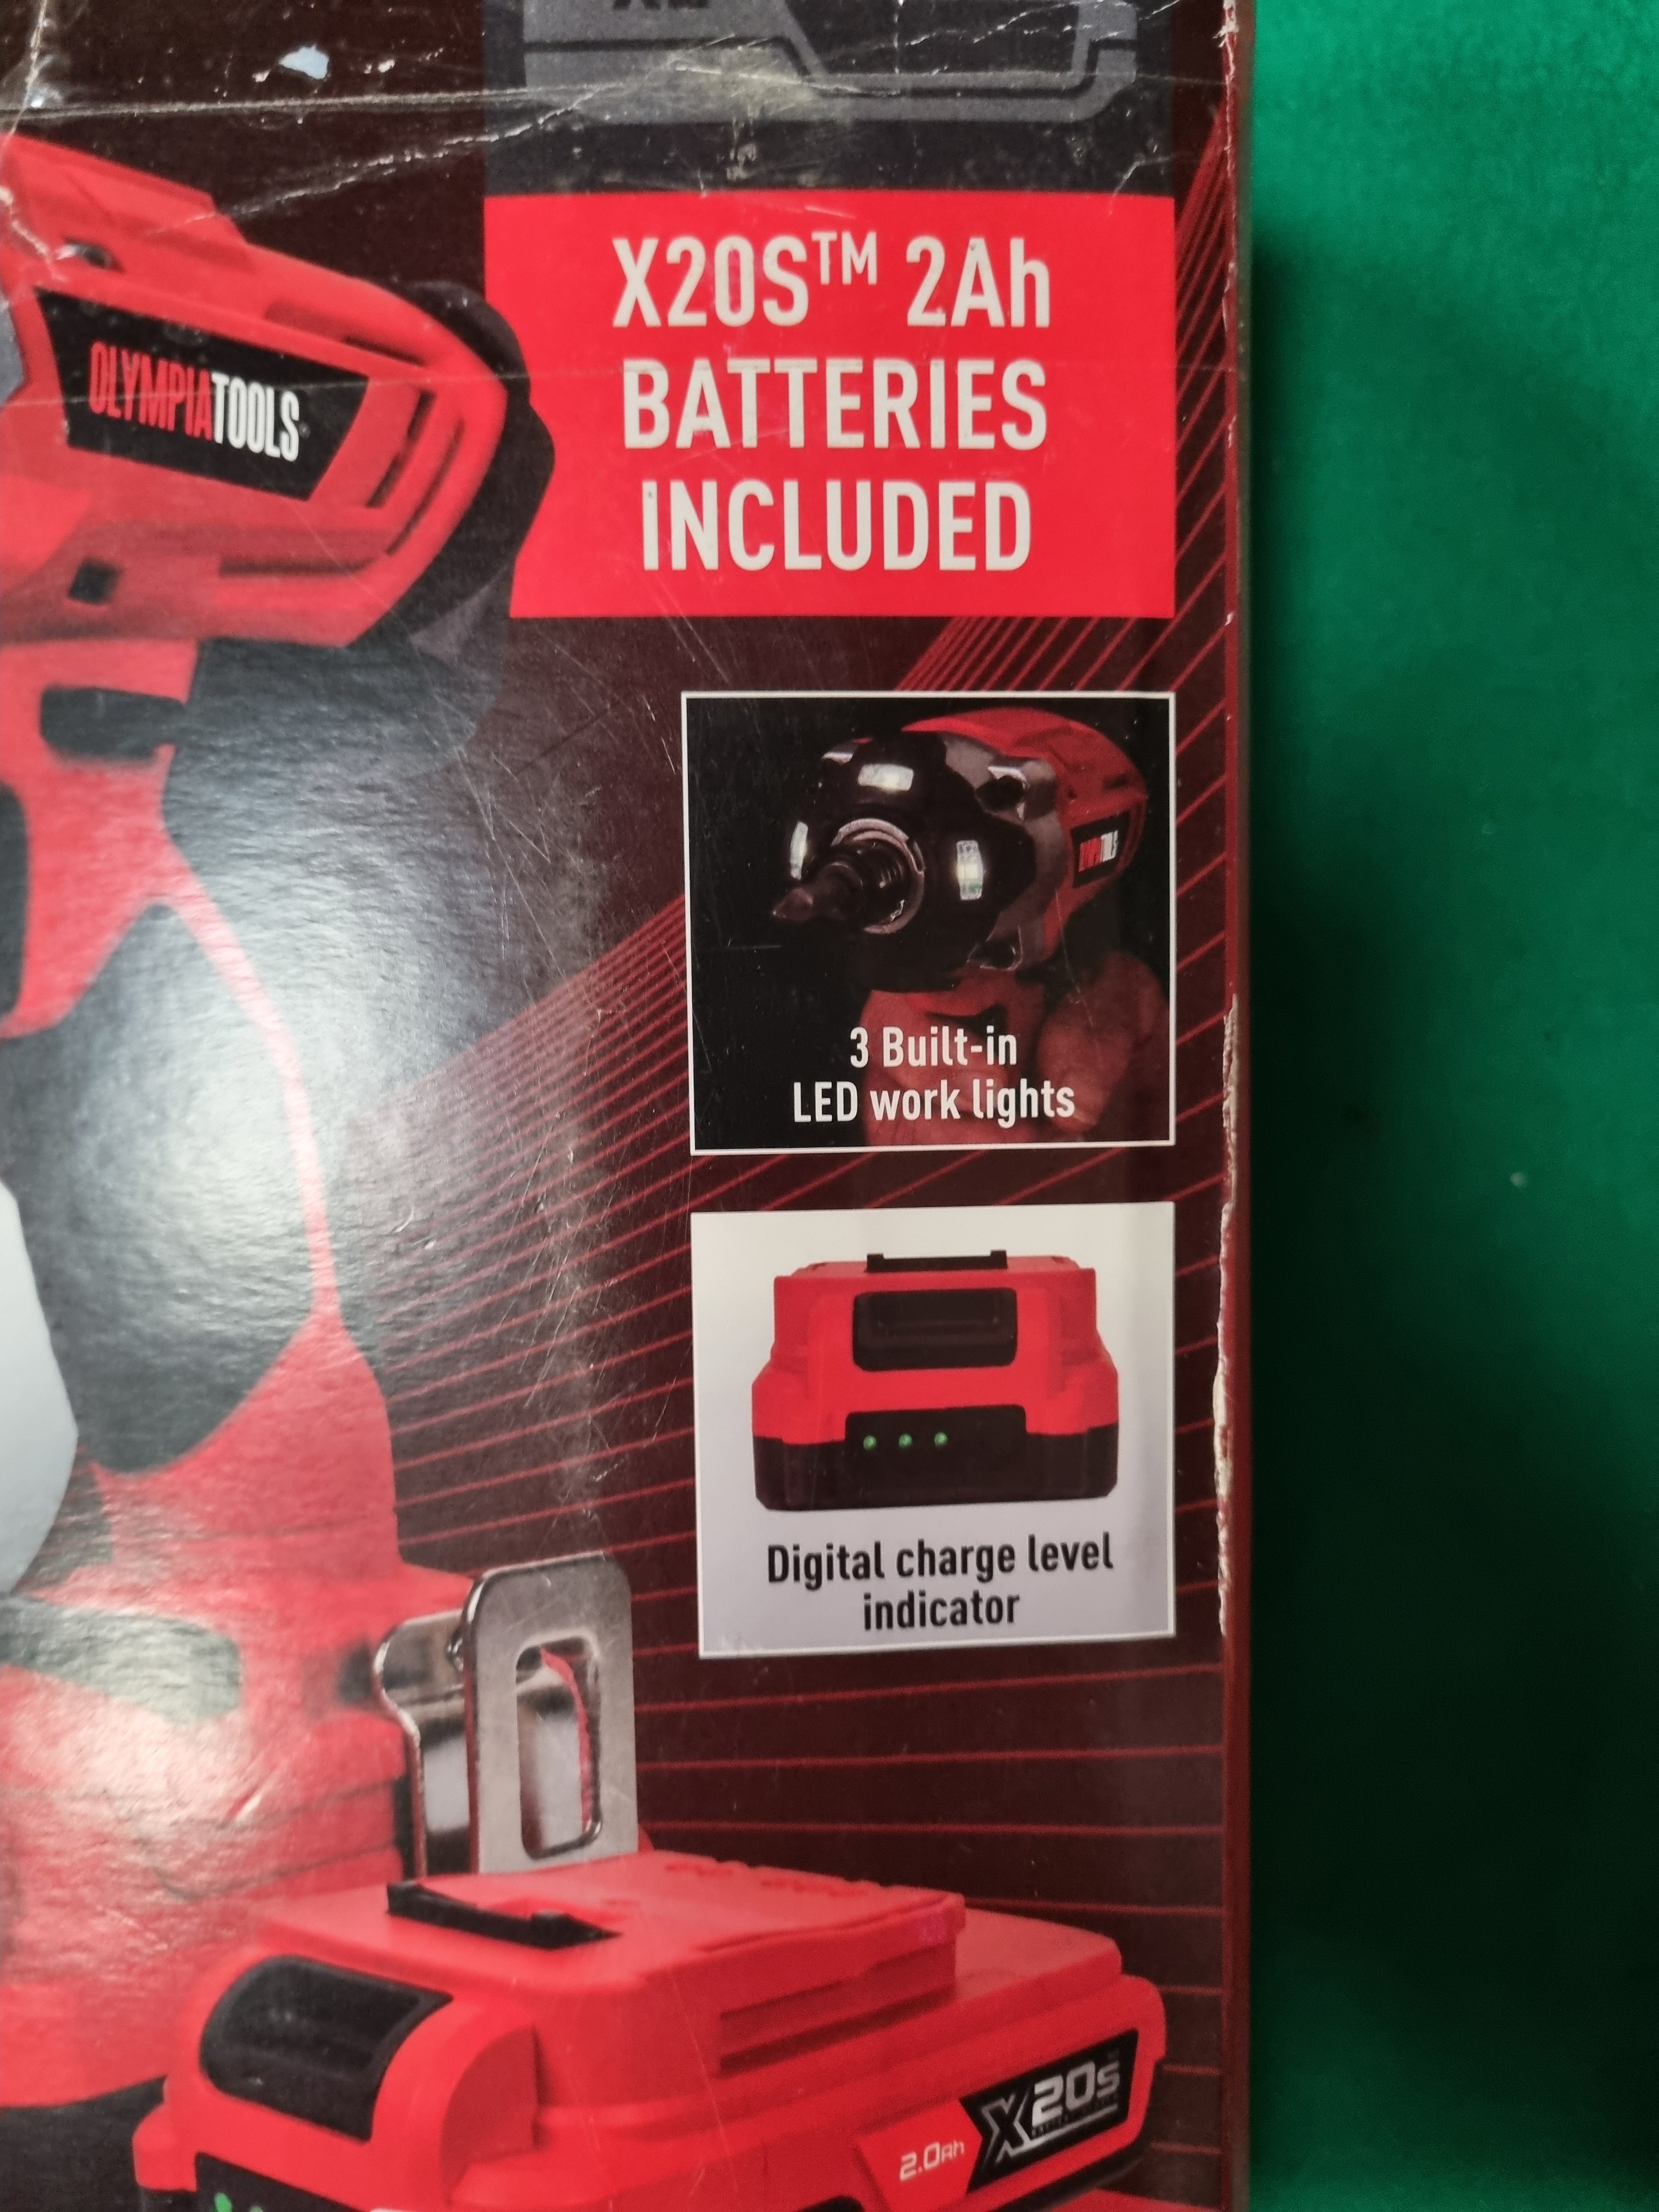 X20S™ 2Ah
BATTERIES
INCLUDED
OLYMPIATOOLS
3 Built-in
LED work lights
Digital charge level
indicator
X20S
2.0Ah